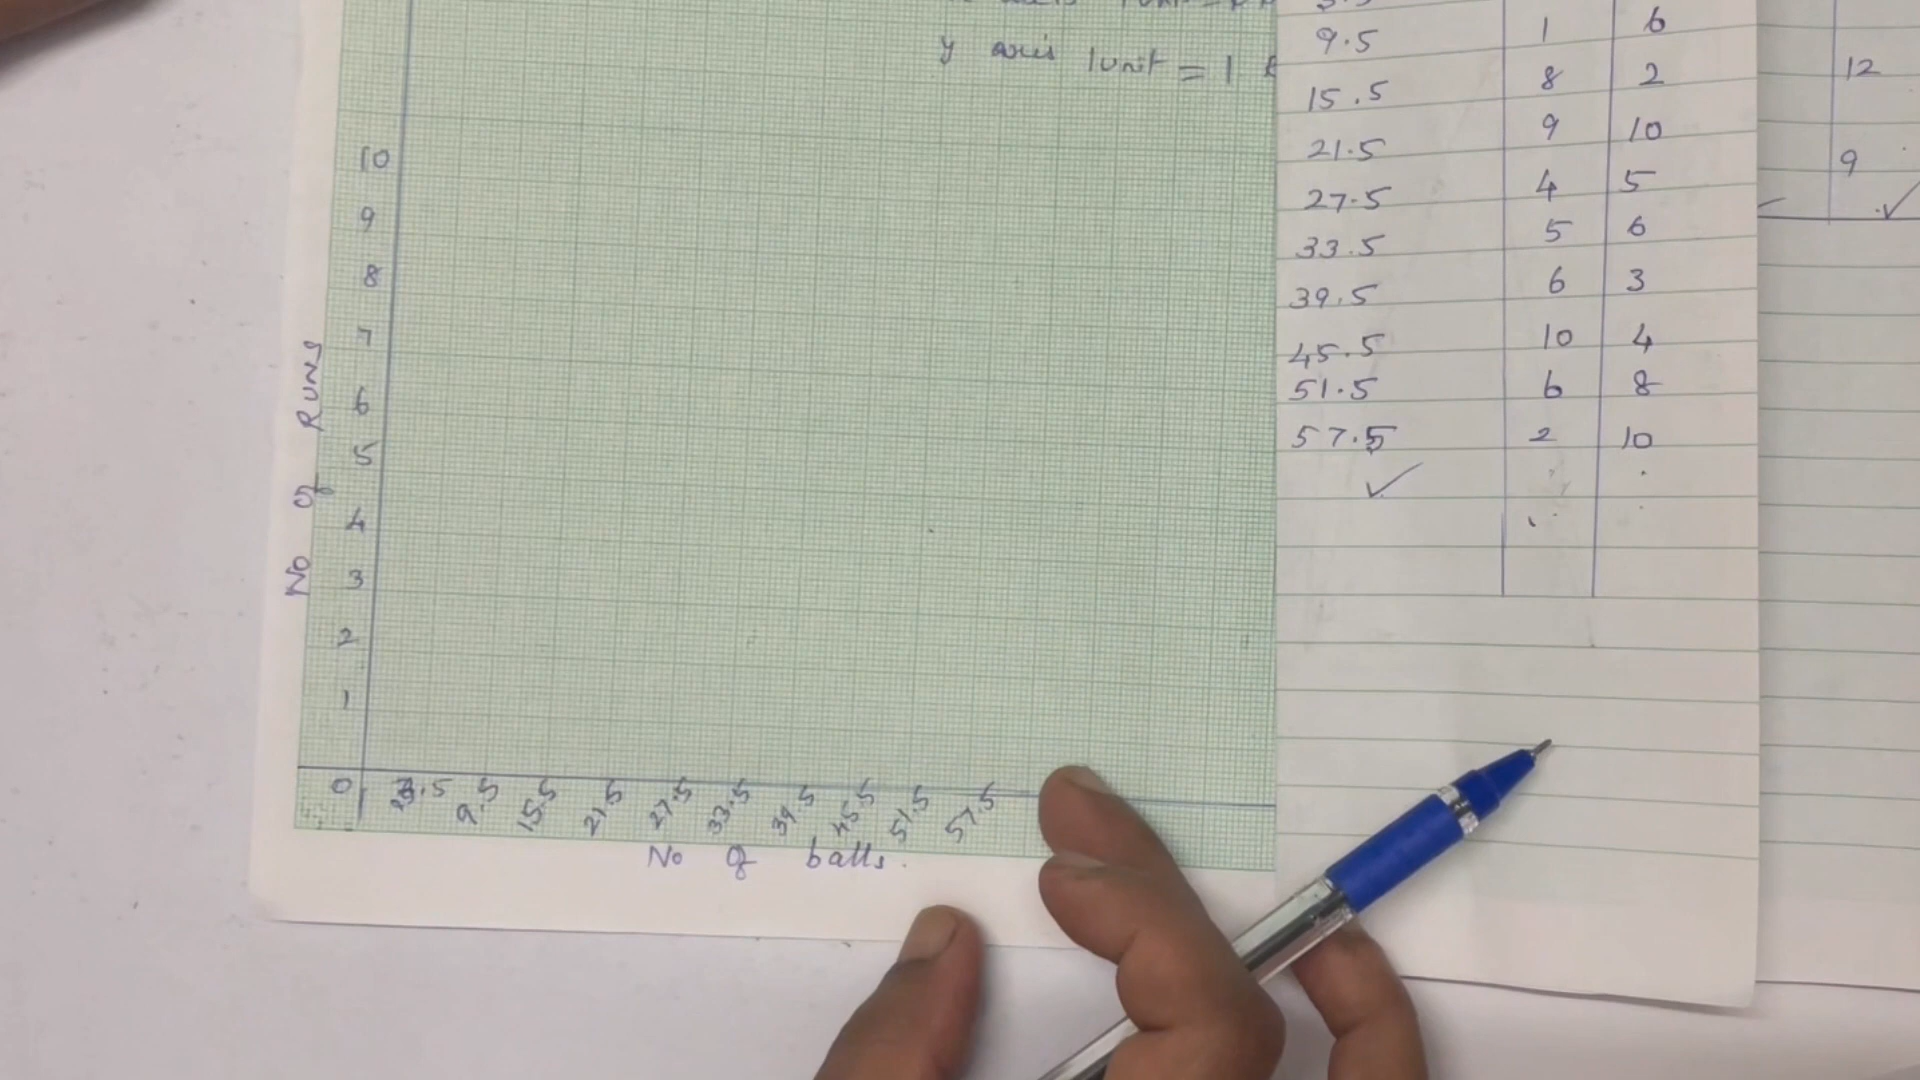 y axis 1unit = 1
10
9
8
7
6
5
4
3
2
1
0
No of RUNS
3.5 9.5 15.5 21.5 27.5 33.5 39.5 45.5 51.5 57.5
No of balls.
9.5 1 6
15.5 8 2
21.5 9 10
27.5 4 5
33.5 5 6
39.5 6 3
45.5 10 4
51.5 6 8
57.5 2 10
12
9